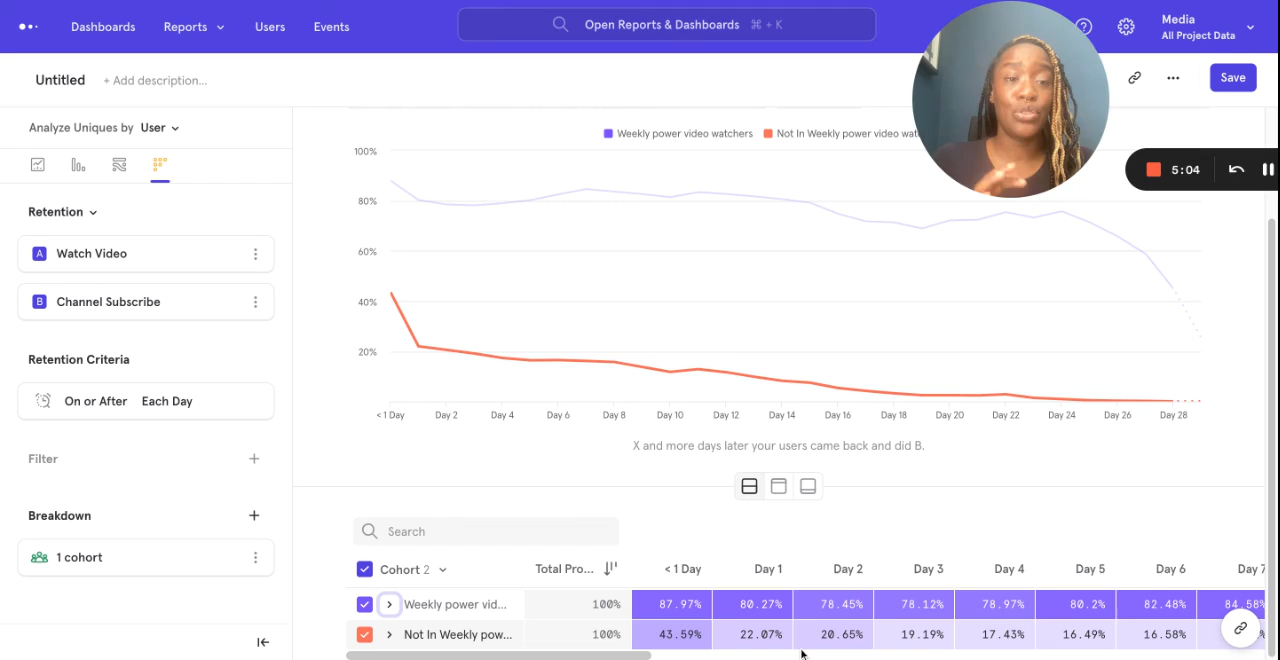 Dashboards
Reports
Users
Events
Open Reports & Dashboards ⌘ + K
?
Media
All Project Data
Untitled
+ Add description...
Save
Analyze Uniques by User
5:04
Weekly power video watchers
Not In Weekly power video wat
Retention
A Watch Video
B Channel Subscribe
Retention Criteria
On or After Each Day
Filter
Breakdown
1 cohort
100%
80%
60%
40%
20%
< 1 Day Day 2 Day 4 Day 6 Day 8 Day 10 Day 12 Day 14 Day 16 Day 18 Day 20 Day 22 Day 24 Day 26 Day 28
X and more days later your users came back and did B.
Search
Cohort 2 Total Pro... < 1 Day Day 1 Day 2 Day 3 Day 4 Day 5 Day 6 Day 7
Weekly power vid... 100% 87.97% 80.27% 78.45% 78.12% 78.97% 80.2% 82.48% 84.58%
Not In Weekly pow... 100% 43.59% 22.07% 20.65% 19.19% 17.43% 16.49% 16.58%